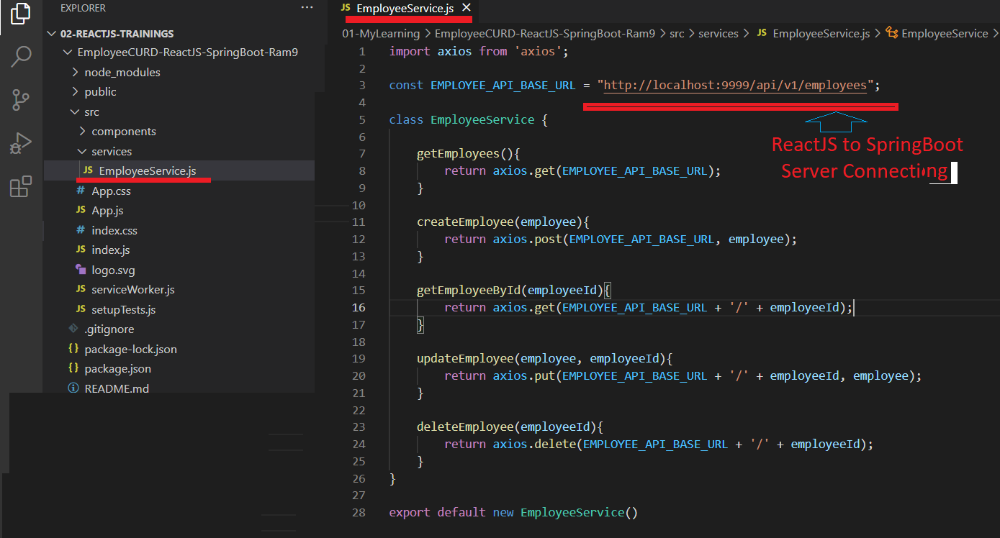 EXPLORER
···
02-REACTJS-TRAININGS
EmployeeCURD-ReactJS-SpringBoot-Ram9
node_modules
public
src
components
services
JS EmployeeService.js
# App.css
JS App.js
# index.css
JS index.js
logo.svg
JS serviceWorker.js
JS setupTests.js
.gitignore
{} package-lock.json
{} package.json
README.md
JS EmployeeService.js ×
01-MyLearning > EmployeeCURD-ReactJS-SpringBoot-Ram9 > src > services > JS EmployeeService.js > EmployeeService >
1 import axios from 'axios';
2
3 const EMPLOYEE_API_BASE_URL = "http://localhost:9999/api/v1/employees";
4
5 class EmployeeService {
6
7 getEmployees(){
8 return axios.get(EMPLOYEE_API_BASE_URL);
9 }
10
11 createEmployee(employee){
12 return axios.post(EMPLOYEE_API_BASE_URL, employee);
13 }
14
15 getEmployeeById(employeeId){
16 return axios.get(EMPLOYEE_API_BASE_URL + '/' + employeeId);
17 }
18
19 updateEmployee(employee, employeeId){
20 return axios.put(EMPLOYEE_API_BASE_URL + '/' + employeeId, employee);
21 }
22
23 deleteEmployee(employeeId){
24 return axios.delete(EMPLOYEE_API_BASE_URL + '/' + employeeId);
25 }
26 }
27
28 export default new EmployeeService()
ReactJS to SpringBoot
Server Connecting